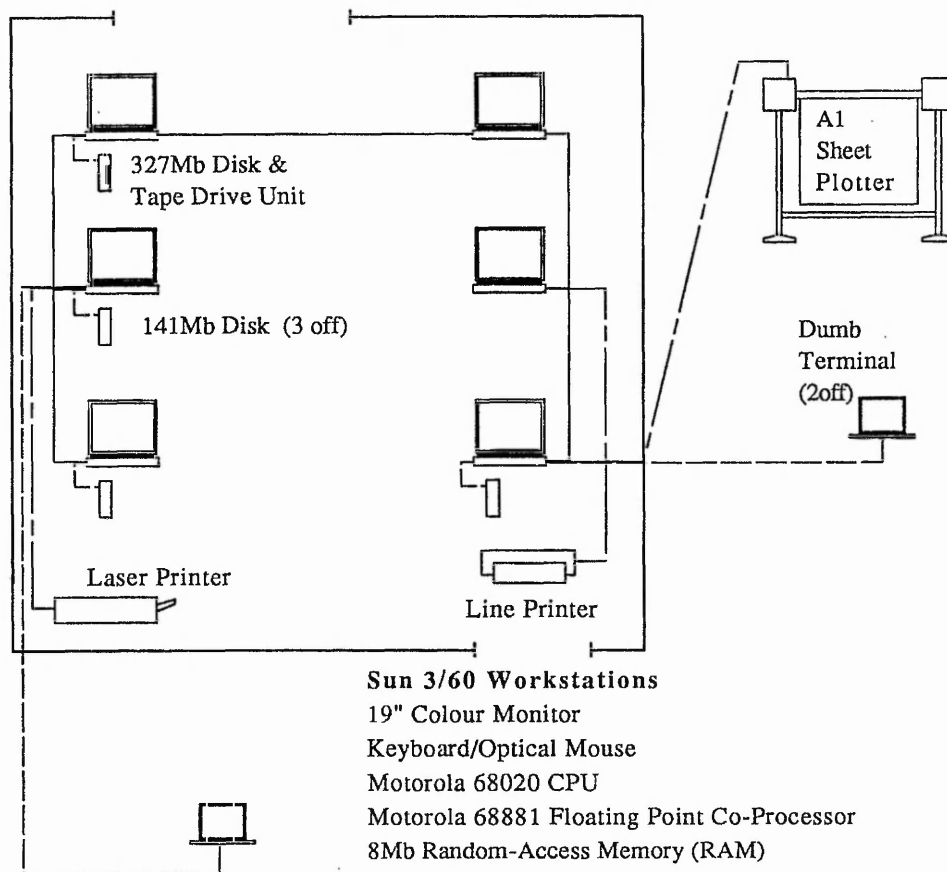 327Mb Disk &
Tape Drive Unit
A1
Sheet
Plotter
141Mb Disk (3 off)
Dumb
Terminal
(2off)
Laser Printer
Line Printer
Sun 3/60 Workstations
19" Colour Monitor
Keyboard/Optical Mouse
Motorola 68020 CPU
Motorola 68881 Floating Point Co-Processor
8Mb Random-Access Memory (RAM)